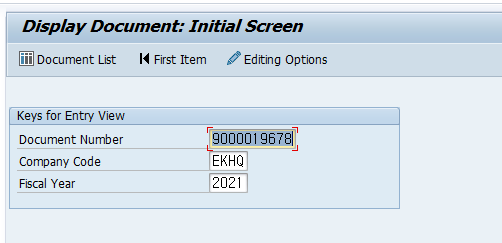 Display Document: Initial Screen
Document List First Item Editing Options
Keys for Entry View
Document Number 9000019678
Company Code EKHQ
Fiscal Year 2021